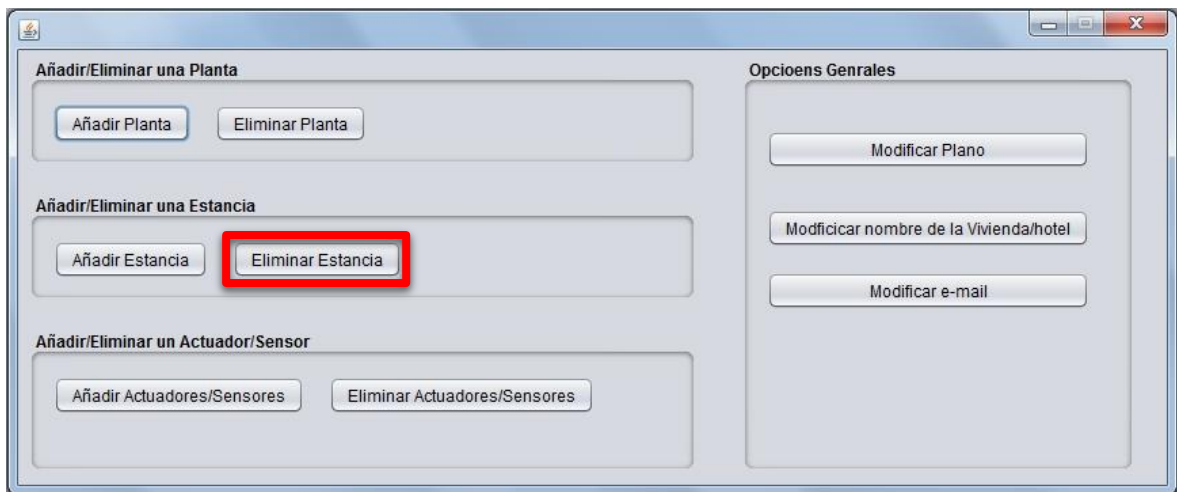 Añadir/Eliminar una Planta
Añadir Planta
Eliminar Planta
Añadir/Eliminar una Estancia
Añadir Estancia
Eliminar Estancia
Añadir/Eliminar un Actuador/Sensor
Añadir Actuadores/Sensores
Eliminar Actuadores/Sensores
Opcioens Genrales
Modificar Plano
Modficicar nombre de la Vivienda/hotel
Modificar e-mail